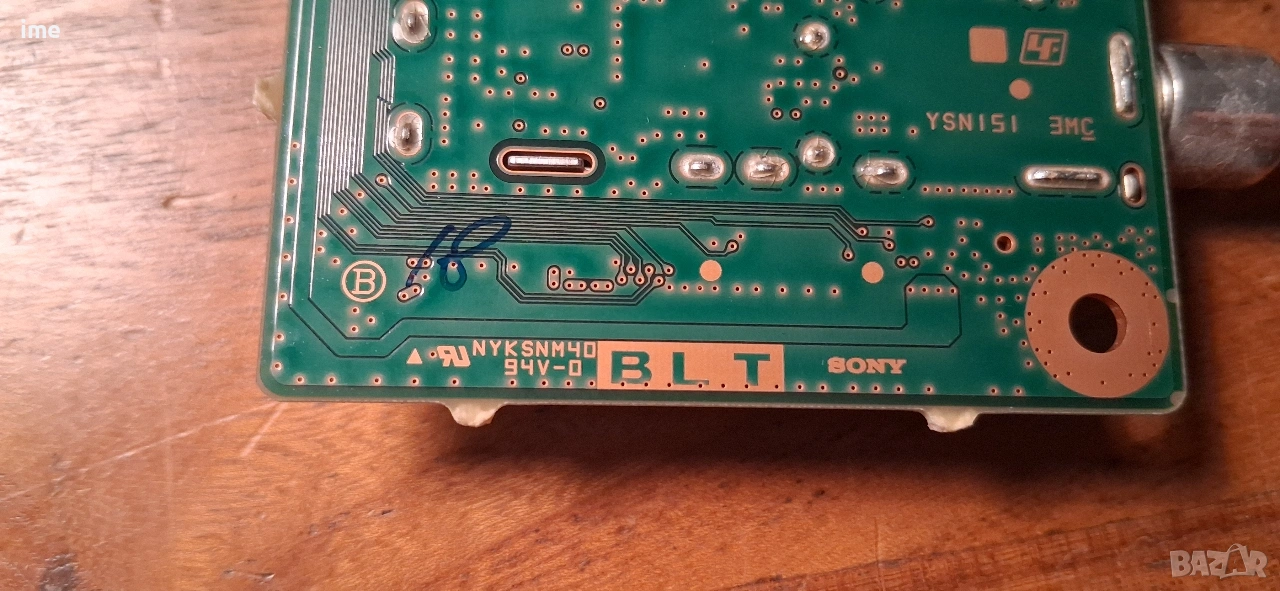 ime
LF
YSN151 3MC
18
B
NYKSNM40
94V-0
BLT
SONY
BAZAR